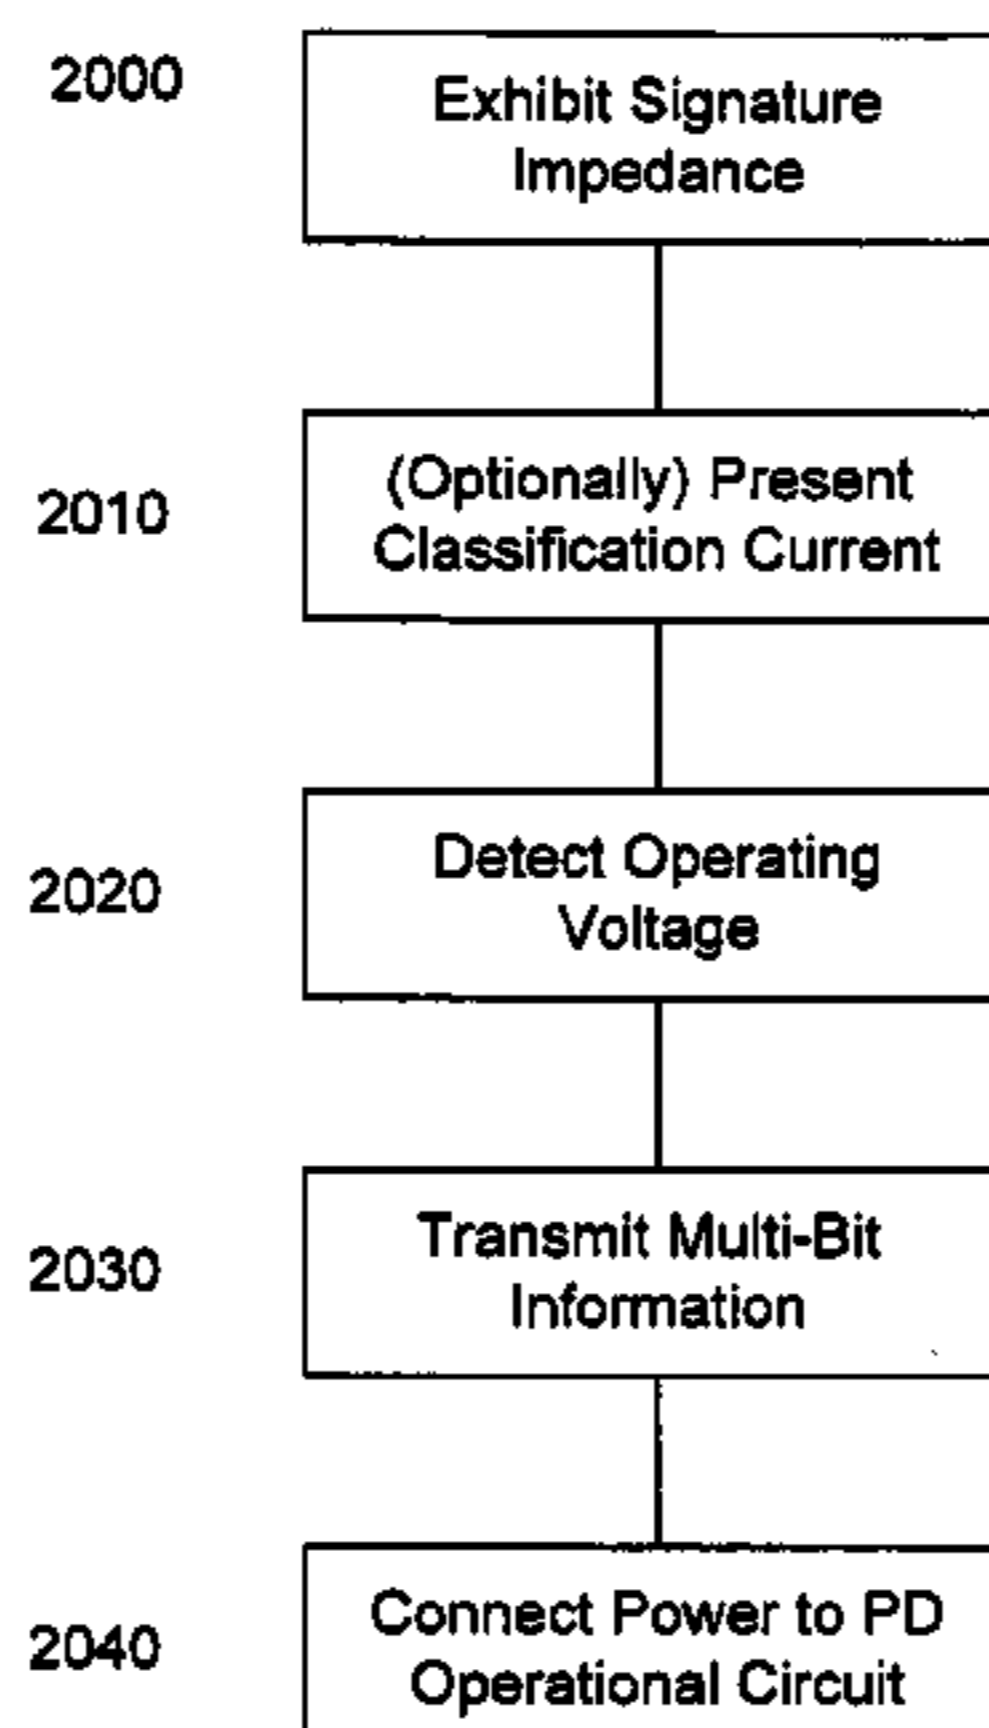 2000
Exhibit Signature
Impedance
2010
(Optionally) Present
Classification Current
2020
Detect Operating
Voltage
2030
Transmit Multi-Bit
Information
2040
Connect Power to PD
Operational Circuit